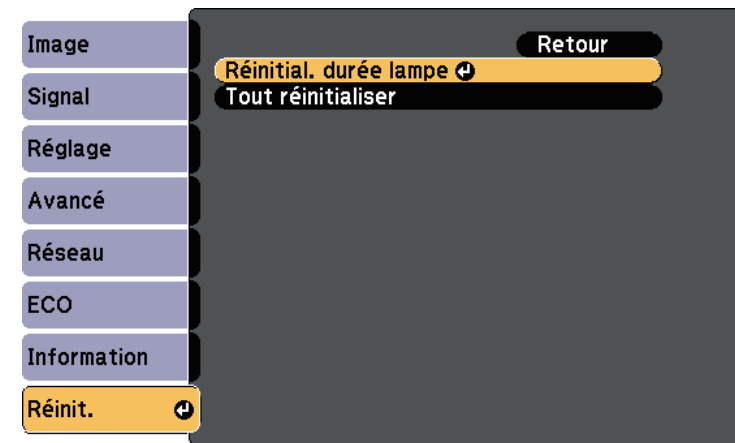 Image
Signal
Réglage
Avancé
Réseau
ECO
Information
Réinit.
Retour
Réinitial. durée lampe
Tout réinitialiser